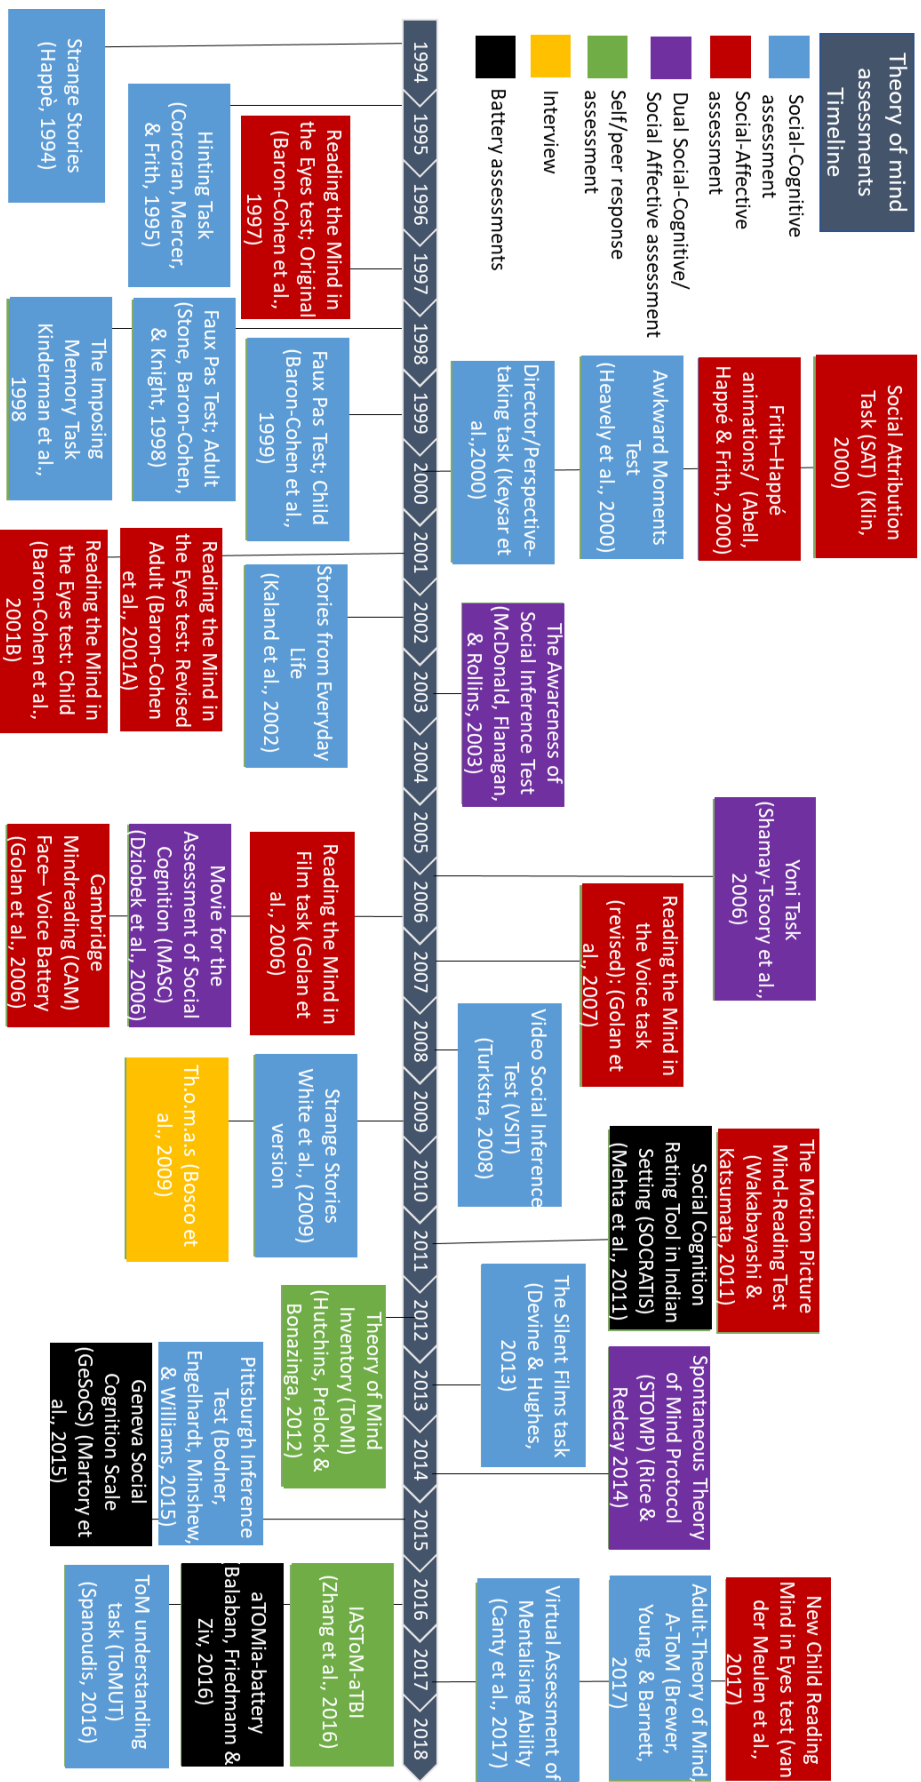 Theory of mind
assessments
Timeline
Social-Cognitive
assessment
Social-Affective
assessment
Dual Social-Cognitive/
Social Affective assessment
Self/peer response
assessment
Interview
Battery assessments
Social Attribution
Task (SAT) (Klin,
2000)
Frith–Happé
animations/ (Abell,
Happé & Frith, 2000)
Awkward Moments
Test
(Heavely et al., 2000)
Director/Perspective-
taking task (Keysar et
al.,2000)
The Awareness of
Social Inference Test
(McDonald, Flanagan,
& Rollins, 2003)
Yoni Task
(Shamay-Tsoory et al.,
2006)
Reading the Mind in
the Voice task
(revised): (Golan et
al., 2007)
Video Social Inference
Test (VSIT)
(Turkstra, 2008)
The Motion Picture
Mind-Reading Test
(Wakabayashi &
Katsumata, 2011)
Social Cognition
Rating Tool in Indian
Setting (SOCRATIS)
(Mehta et al., 2011)
The Silent Films task
(Devine & Hughes,
2013)
Spontaneous Theory
of Mind Protocol
(STOMP) (Rice &
Redcay 2014)
New Child Reading
Mind in Eyes test (van
der Meulen et al.,
2017)
Adult-Theory of Mind,
A-ToM (Brewer,
Young, & Barnett,
2017)
Virtual Assessment of
Mentalising Ability
(Canty et al., 2017)
1994
1995
1996
1997
1998
1999
2000
2001
2002
2003
2004
2005
2006
2007
2008
2009
2010
2011
2012
2013
2014
2015
2016
2017
2018
Reading the Mind in
the Eyes test; Original
(Baron-Cohen et al.,
1997)
Hinting Task
(Corcoran, Mercer,
& Frith, 1995)
Strange Stories
(Happè, 1994)
Faux Pas Test; Child
(Baron-Cohen et al.,
1999)
Faux Pas Test; Adult
(Stone, Baron-Cohen,
& Knight, 1998)
The Imposing
Memory Task
Kinderman et al.,
1998
Stories from Everyday
Life
(Kaland et al., 2002)
Reading the Mind in
the Eyes test: Revised
Adult (Baron-Cohen
et al., 2001A)
Reading the Mind in
the Eyes test: Child
(Baron-Cohen et al.,
2001B)
Reading the Mind in
Film task (Golan et
al., 2006)
Movie for the
Assessment of Social
Cognition (MASC)
(Dziobek et al., 2006)
Cambridge
Mindreading (CAM)
Face– Voice Battery
(Golan et al., 2006)
Strange Stories
White et al., (2009)
version
Th.o.m.a.s (Bosco et
al., 2009)
Theory of Mind
Inventory (ToMI)
(Hutchins, Prelock &
Bonazinga, 2012)
Pittsburgh Inference
Test (Bodner,
Engelhardt, Minshew,
& Williams, 2015)
Geneva Social
Cognition Scale
(GeSoCS) (Martory et
al., 2015)
IASToM-aTBI
(Zhang et al., 2016)
aTOMia-battery
Balaban, Friedmann &
Ziv, 2016)
ToM understanding
task (ToMUT)
(Spanoudis, 2016)